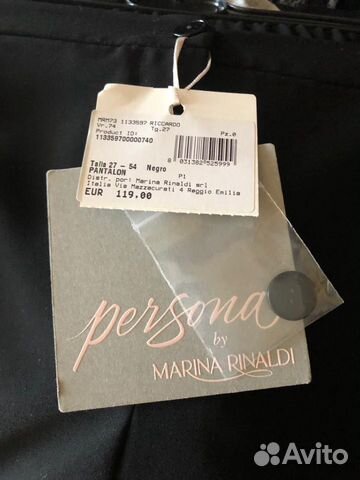 MRM73 1133597 RICCARDO
Vr.74 Tg.27 Pz.0
Product ID:
113359700000740
8 031382 525999
Talla 27 - 54 Negro
PANTALON P1
Distr. por: Marina Rinaldi srl
Italia Via Mazzacurati 4 Reggio Emilia
EUR 119.00
persona
by
MARINA RINALDI
Avito